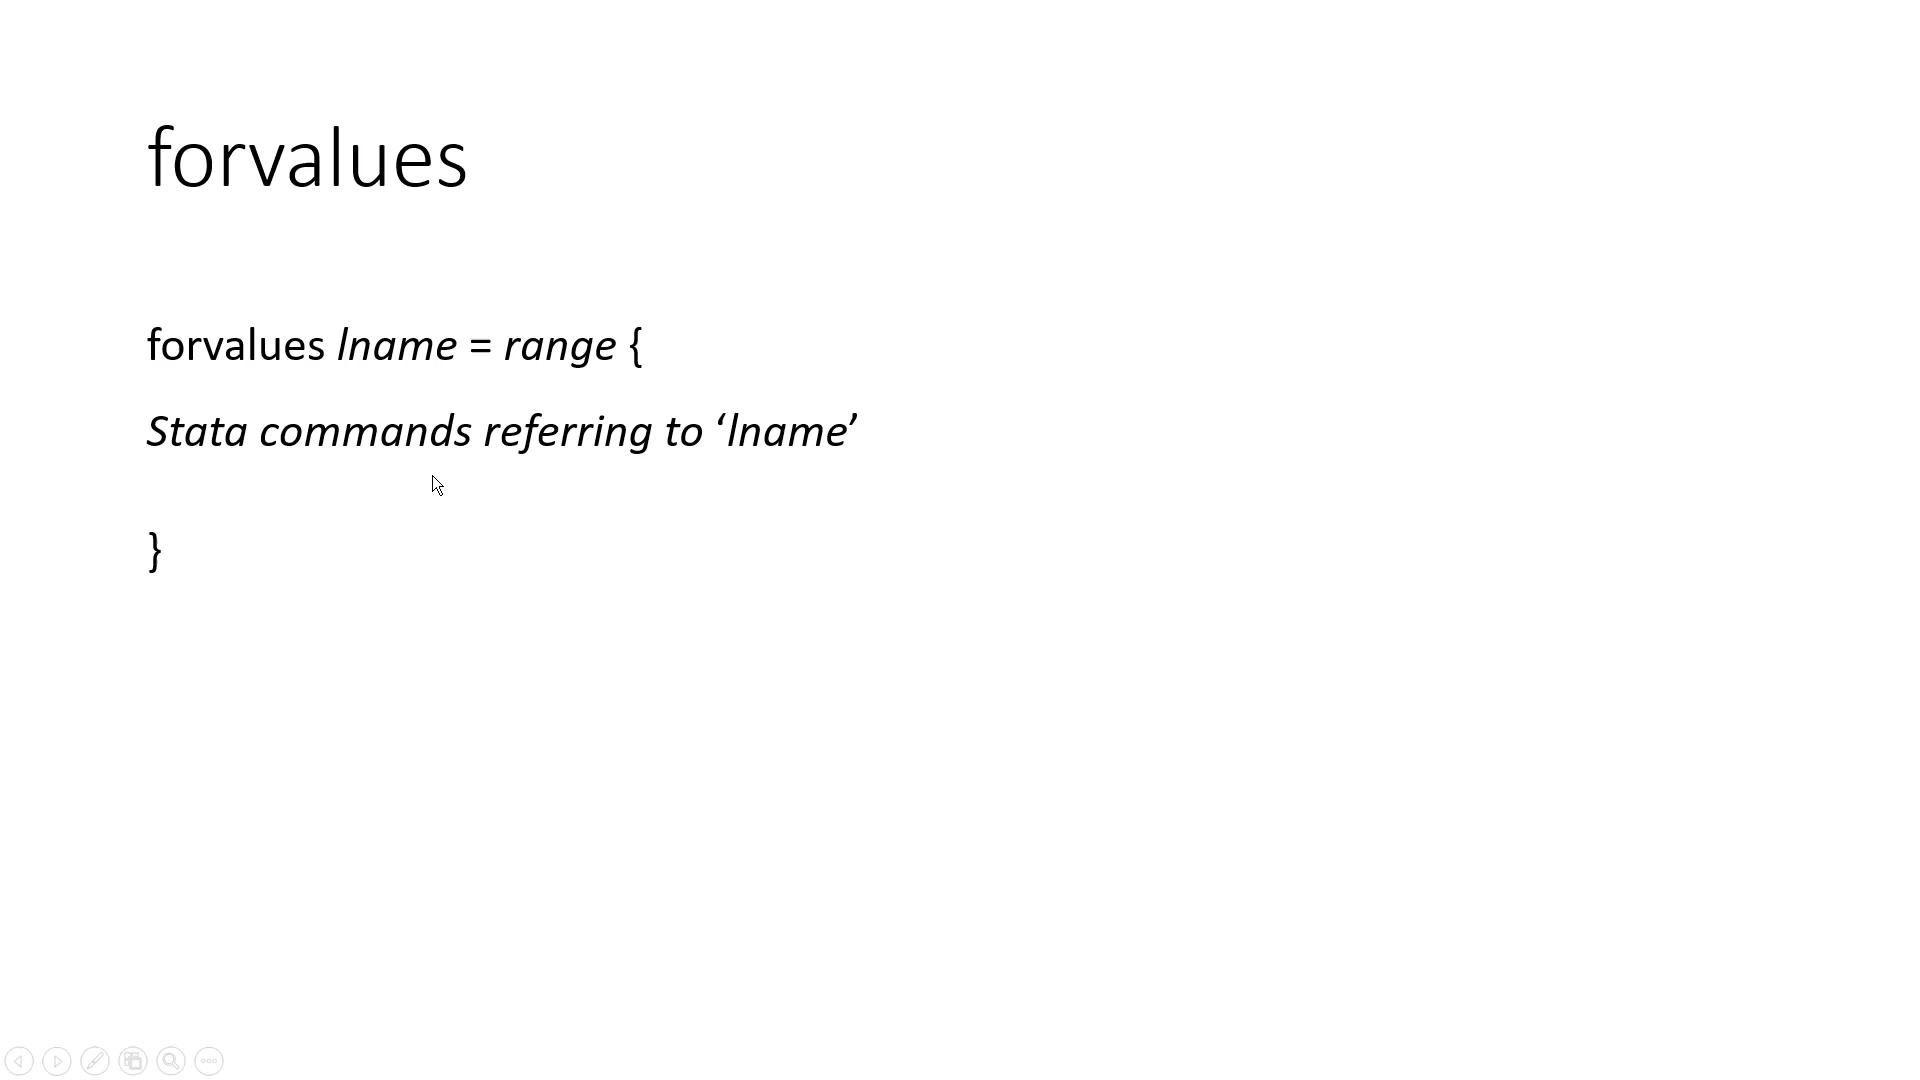 forvalues
forvalues lname = range {
Stata commands referring to ‘lname’
}